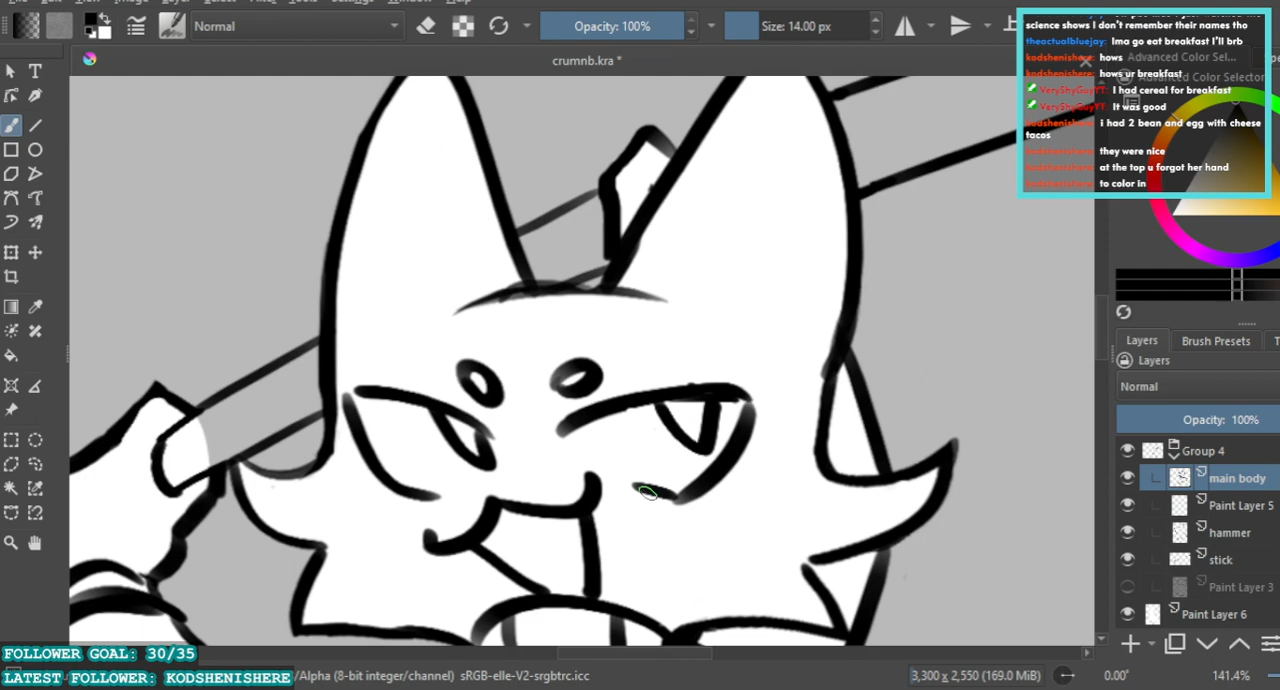 Normal
Opacity: 100%
Size: 14.00 px
crumnb.kra *
science shows I don't remember their names tho
theactualbluejay: Ima go eat breakfast I'll brb
kodshenishere: hows
Advanced Color Sel...
kodshenishere: hows ur breakfast
Advanced Color Selector
VeryShyGuyYT: I had cereal for breakfast
VeryShyGuyYT: It was good
kodshenishere: i had 2 bean and egg with cheese
tacos
kodshenishere: they were nice
kodshenishere: at the top u forgot her hand
kodshenishere: to color in
Layers
Brush Presets
Layers
Normal
Opacity: 100%
Group 4
main body
Paint Layer 5
hammer
stick
Paint Layer 3
Paint Layer 6
FOLLOWER GOAL: 30/35
LATEST FOLLOWER: KODSHENISHERE
/Alpha (8-bit integer/channel) sRGB-elle-V2-srgbtrc.icc
3,300 x 2,550 (169.0 MiB)
0.00°
141.4%